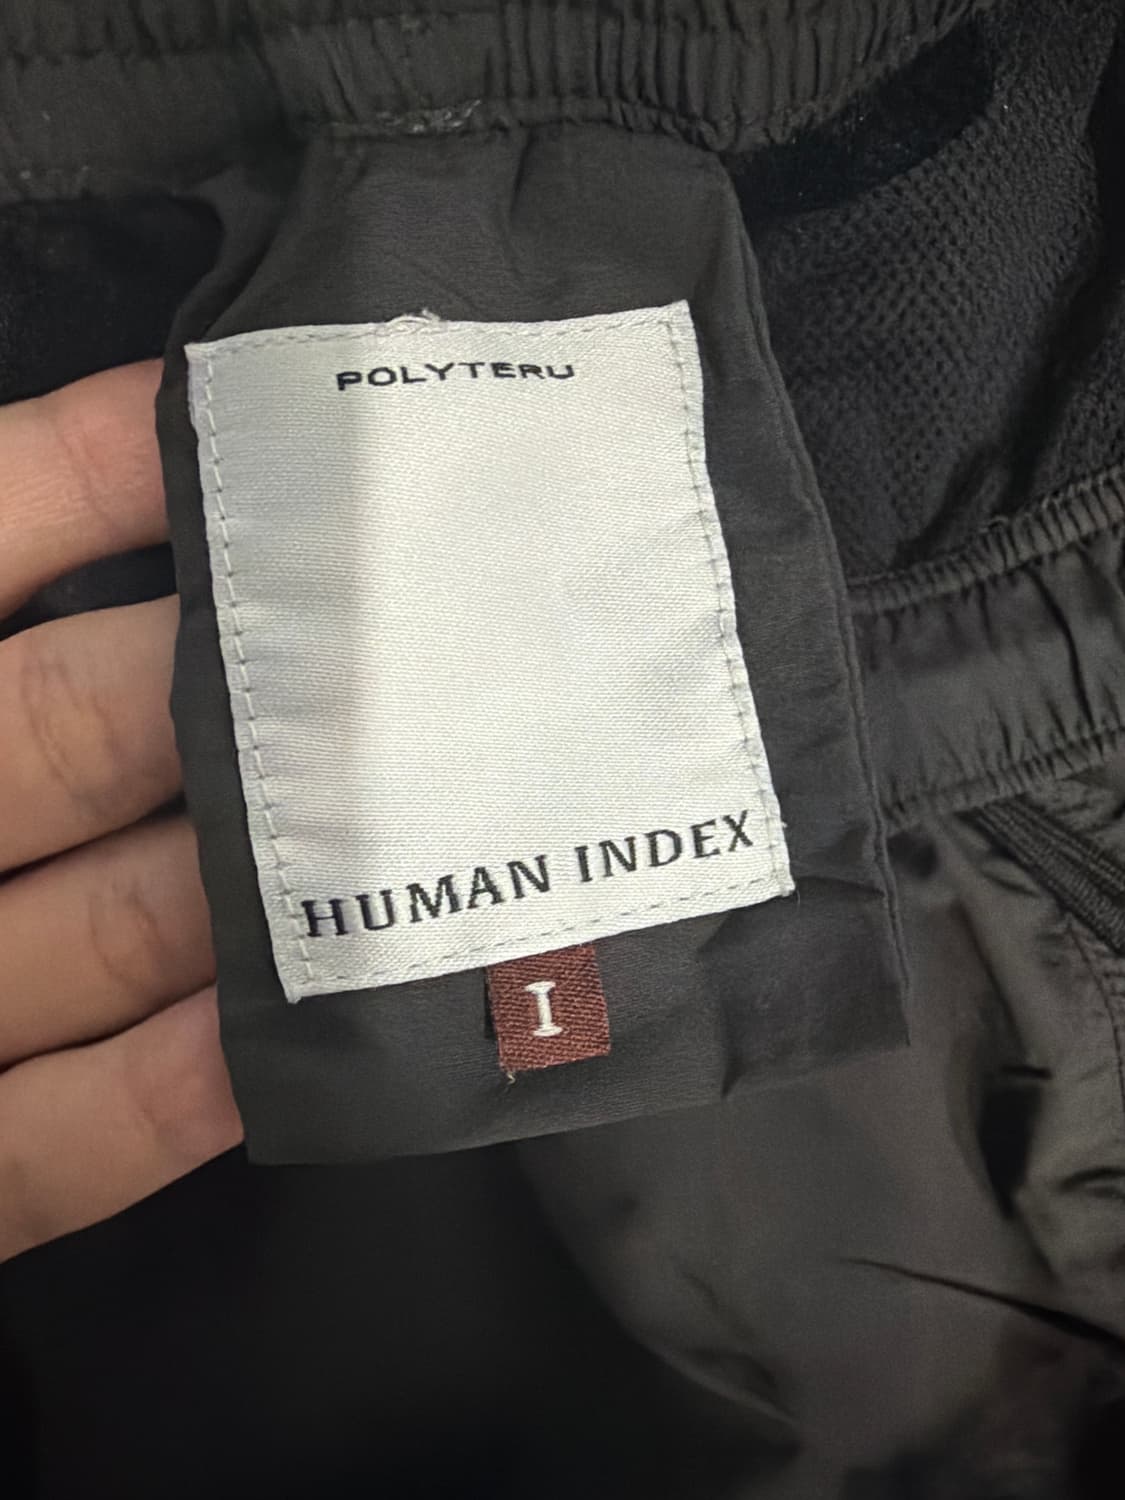 POLYTERU
HUMAN INDEX
I